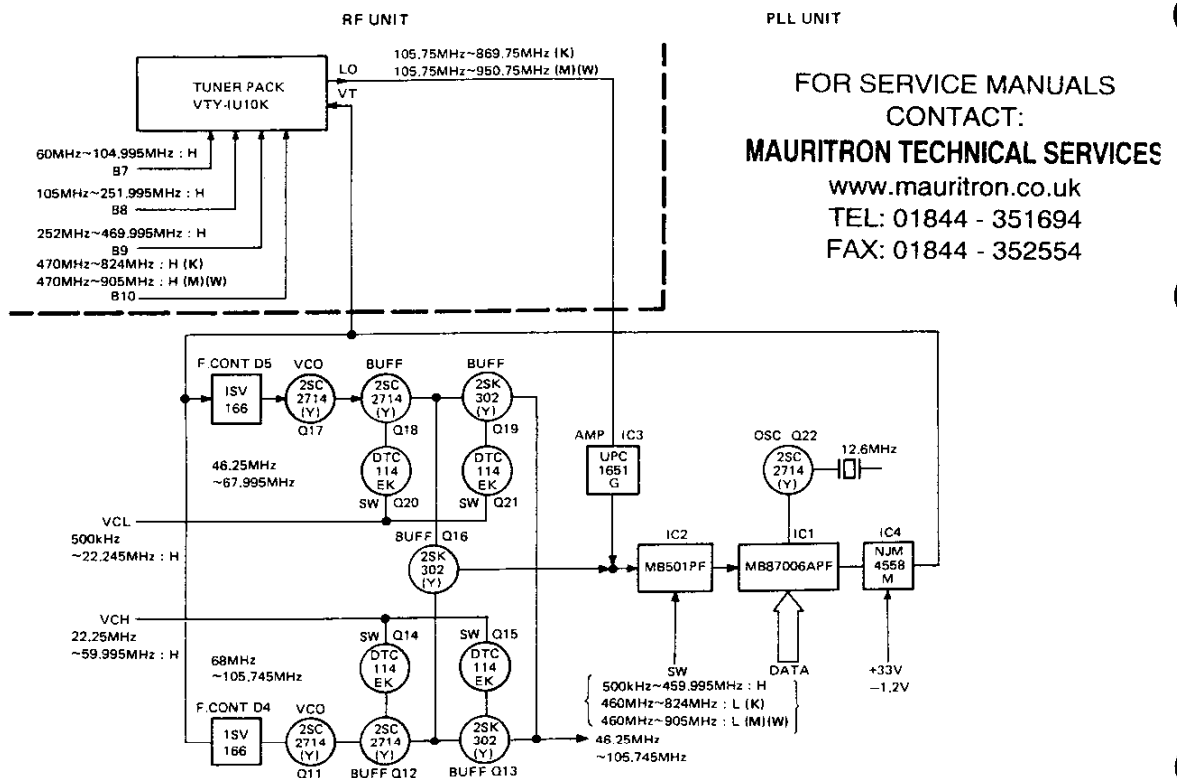 RF UNIT
PLL UNIT
TUNER PACK
VTY-IU10K
LO
VT
105.75MHz~869.75MHz (K)
105.75MHz~950.75MHz (M)(W)
FOR SERVICE MANUALS
CONTACT:
MAURITRON TECHNICAL SERVICES
www.mauritron.co.uk
TEL: 01844 - 351694
FAX: 01844 - 352554
60MHz~104.995MHz : H
B7
105MHz~251.995MHz : H
B8
252MHz~469.995MHz : H
B9
470MHz~824MHz : H (K)
470MHz~905MHz : H (M)(W)
B10
F.CONT D5
VCO
BUFF
BUFF
ISV
166
2SC
2714
(Y)
Q17
2SC
2714
(Y)
Q18
2SK
302
(Y)
Q19
DTC
114
EK
SW
Q20
DTC
114
EK
SW
Q21
46.25MHz
~67.995MHz
AMP
IC3
UPC
1651
G
OSC
Q22
2SC
2714
(Y)
12.6MHz
VCL
500kHz
~22.245MHz : H
BUFF
Q16
2SK
302
(Y)
IC2
MB501PF
IC1
MB87006APF
IC4
NJM
4558
M
VCH
22.25MHz
~59.995MHz : H
SW
Q14
DTC
114
EK
SW
Q15
DTC
114
EK
68MHz
~105.745MHz
SW
DATA
+33V
−1.2V
500kHz~459.995MHz : H
460MHz~824MHz : L (K)
460MHz~905MHz : L (M)(W)
46.25MHz
~105.745MHz
F.CONT D4
1SV
166
VCO
2SC
2714
(Y)
Q11
2SC
2714
(Y)
BUFF Q12
2SK
302
(Y)
BUFF Q13